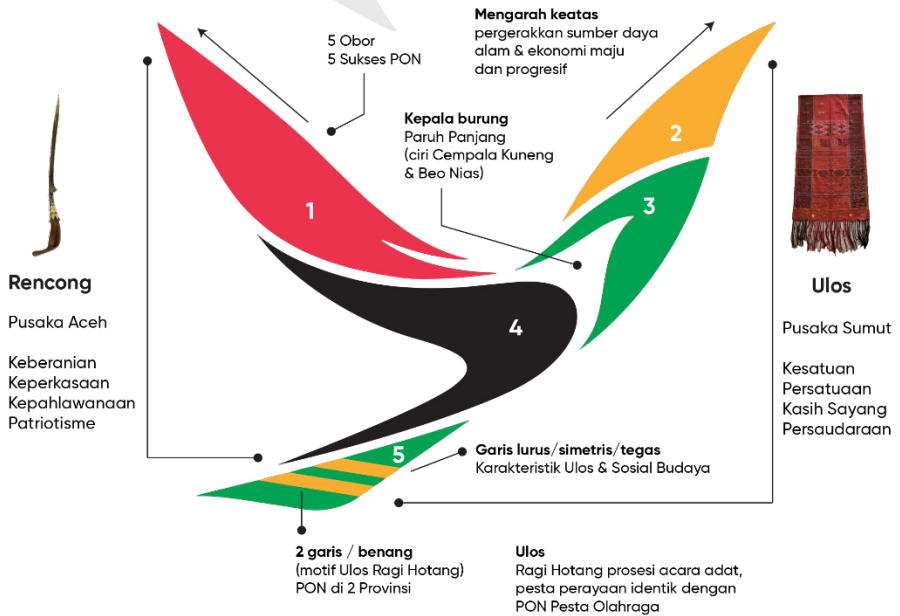 5 Obor
5 Sukses PON
Mengarah keatas
pergerakkan sumber daya
alam & ekonomi maju
dan progresif
Kepala burung
Paruh Panjang
(ciri Cempala Kuneng
& Beo Nias)
1
2
3
4
5
Rencong
Pusaka Aceh
Keberanian
Keperkasaan
Kepahlawanaan
Patriotisme
Ulos
Pusaka Sumut
Kesatuan
Persatuaan
Kasih Sayang
Persaudaraan
Garis lurus/simetris/tegas
Karakteristik Ulos & Sosial Budaya
2 garis / benang
(motif Ulos Ragi Hotang)
PON di 2 Provinsi
Ulos
Ragi Hotang prosesi acara adat,
pesta perayaan identik dengan
PON Pesta Olahraga